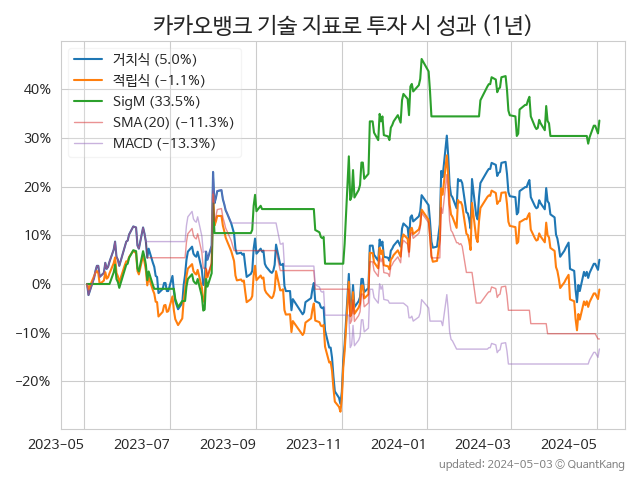 카카오뱅크 기술 지표로 투자 시 성과 (1년)
거치식 (5.0%)
적립식 (−1.1%)
SigM (33.5%)
SMA(20) (−11.3%)
MACD (−13.3%)
40%
30%
20%
10%
0%
−10%
−20%
2023-05 2023-07 2023-09 2023-11 2024-01 2024-03 2024-05
updated: 2024-05-03 ⓒ QuantKang